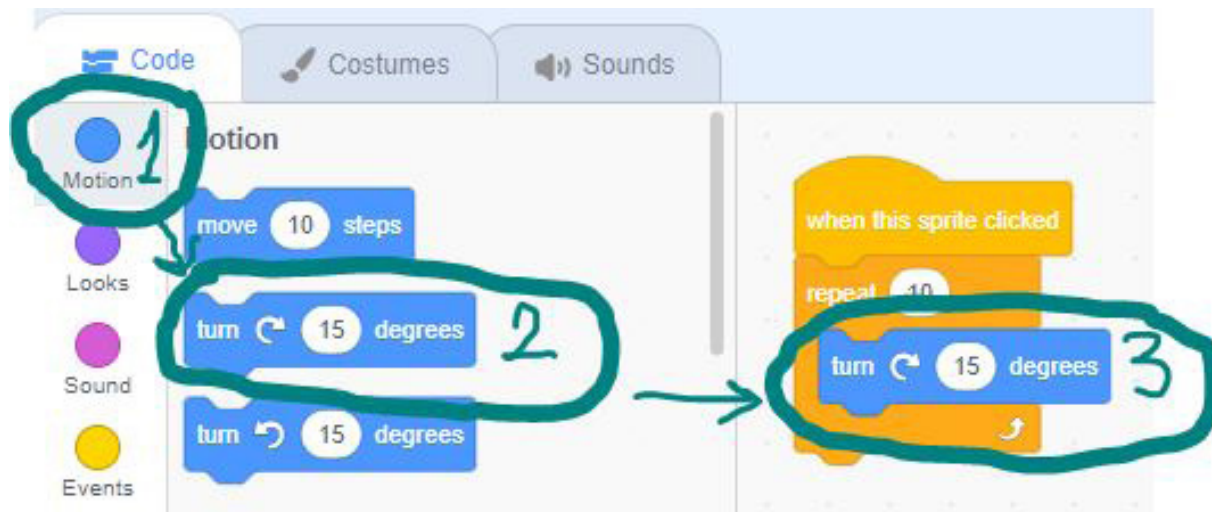 Code
Costumes
Sounds
1
Motion
Looks
Sound
Events
Motion
move 10 steps
turn 15 degrees
2
turn 15 degrees
when this sprite clicked
repeat 10
turn 15 degrees
3